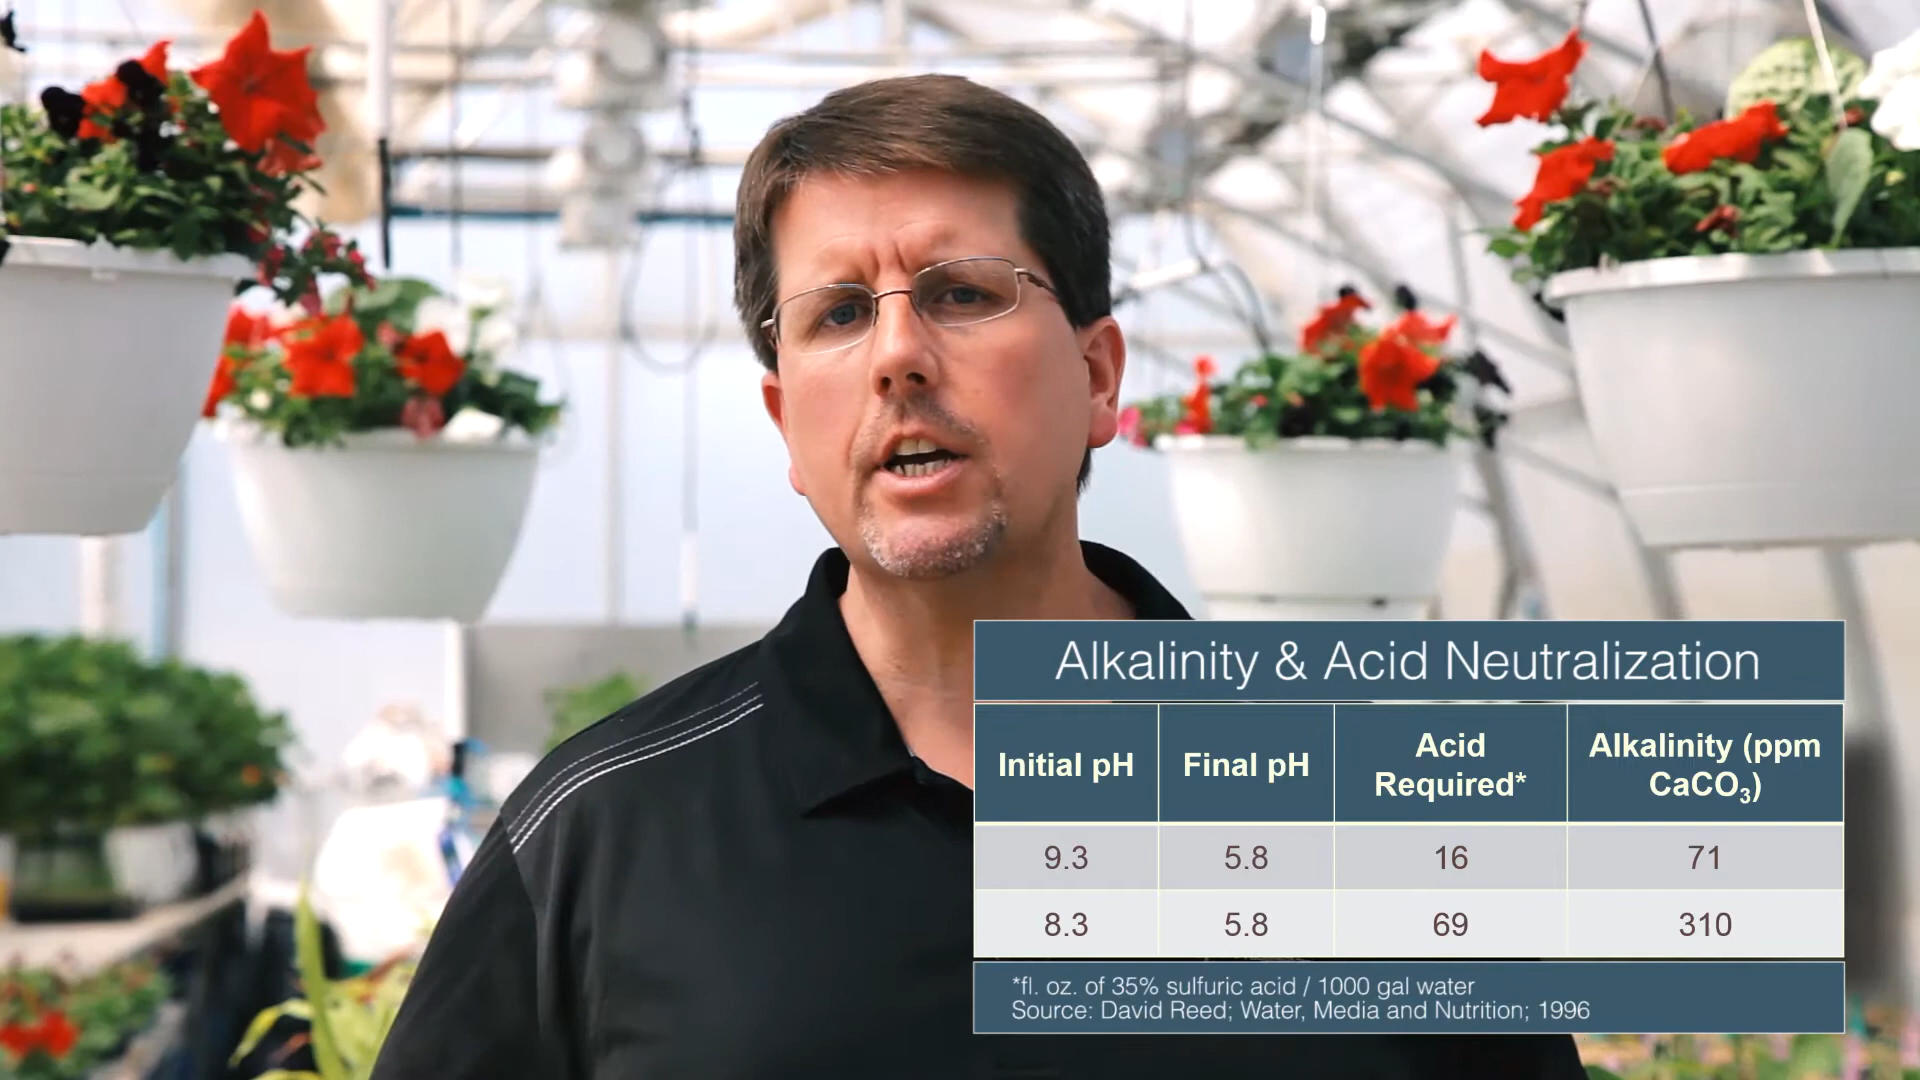 Alkalinity & Acid Neutralization
Initial pH Final pH Acid Required* Alkalinity (ppm CaCO₃)
9.3 5.8 16 71
8.3 5.8 69 310
*fl. oz. of 35% sulfuric acid / 1000 gal water
Source: David Reed; Water, Media and Nutrition; 1996